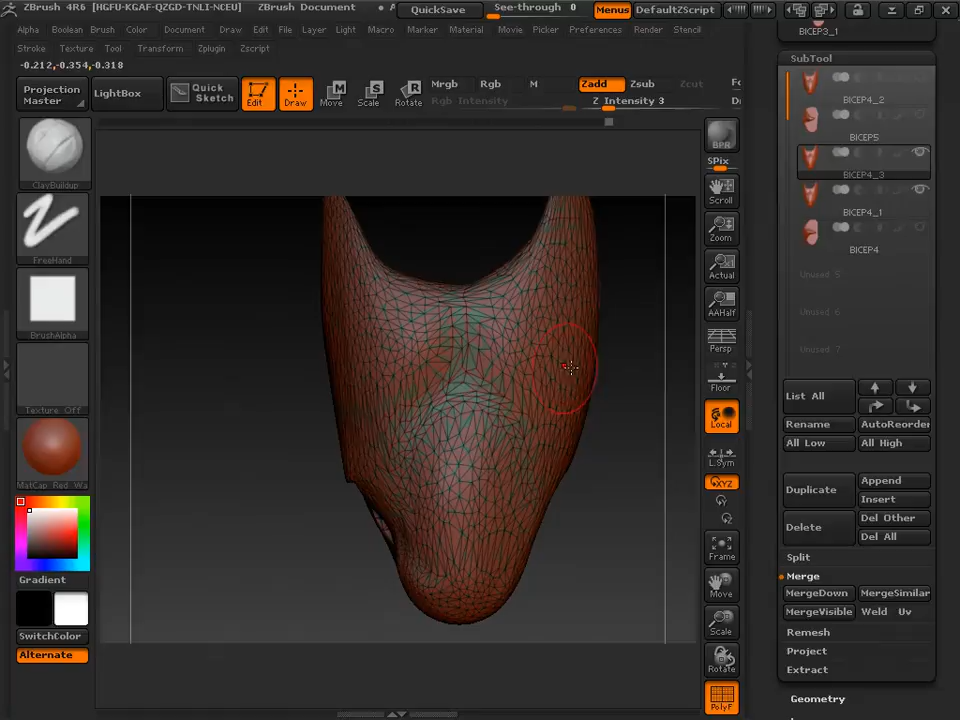 ZBrush 4R6 [HGFU-KGAF-QZGD-TNLI-NCEU] ZBrush Document • A QuickSave See-through 0 Menus DefaultZScript
Alpha Boolean Brush Color Document Draw Edit File Layer Light Macro Marker Material Movie Picker Preferences Render Stencil
Stroke Texture Tool Transform Zplugin Zscript
-0.212,-0.354,-0.318
Projection Master
LightBox
Quick Sketch
Edit Draw Move Scale Rotate
Mrgb Rgb M
Rgb Intensity
Zadd Zsub Zcut
Z Intensity 3
ClayBuildup
FreeHand
BrushAlpha
Texture Off
MatCap Red Wa
Gradient
SwitchColor
Alternate
BPR
SPix
Scroll
Zoom
Actual
AAHalf
Persp
Floor
Local
L.Sym
XYZ
Frame
Move
Scale
Rotate
PolyF
BICEP3_1
SubTool
BICEP4_2
BICEP5
BICEP4_3
BICEP4_1
BICEP4
Unused 5
Unused 6
Unused 7
List All
Rename AutoReorder
All Low All High
Duplicate Append
Insert
Delete Del Other
Del All
Split
Merge
MergeDown MergeSimilar
MergeVisible Weld Uv
Remesh
Project
Extract
Geometry